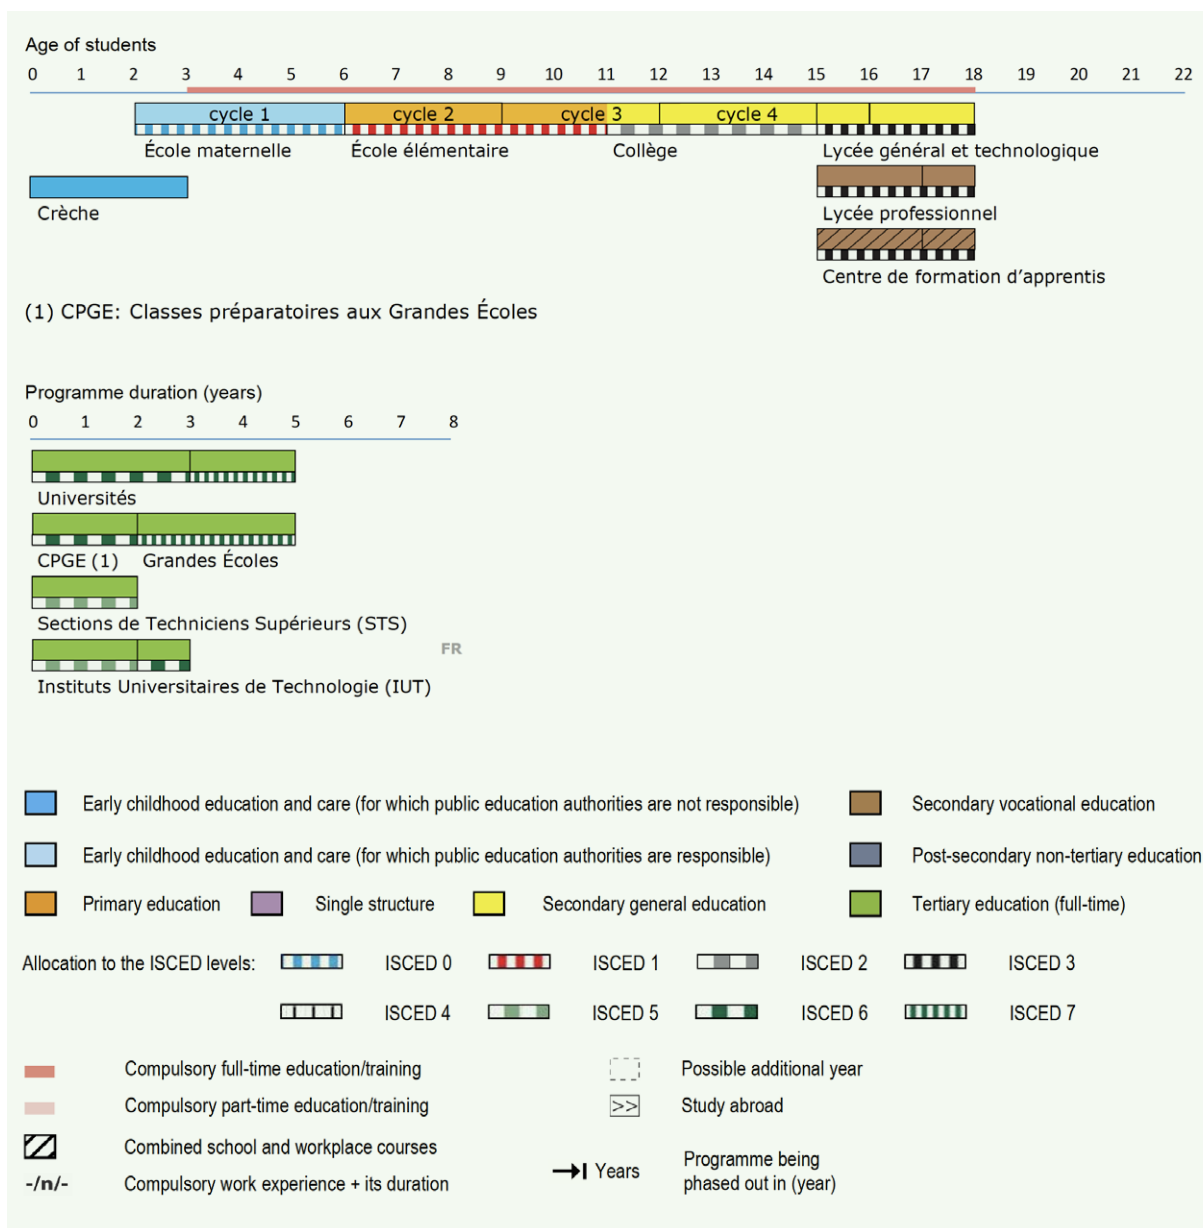 Age of students
0 1 2 3 4 5 6 7 8 9 10 11 12 13 14 15 16 17 18 19 20 21 22
cycle 1 cycle 2 cycle 3 cycle 4
École maternelle École élémentaire Collège Lycée général et technologique
Crèche Lycée professionnel
Centre de formation d'apprentis
(1) CPGE: Classes préparatoires aux Grandes Écoles
Programme duration (years)
0 1 2 3 5 6 7 8
Universités
CPGE (1) Grandes Écoles
Sections de Techniciens Supérieurs (STS)
FR
Instituts Universitaires de Technologie (IUT)
Early childhood education and care (for which public education authorities are not responsible) Secondary vocational education
Early childhood education and care (for which public education authorities are responsible) Post-secondary non-tertiary education
Primary education Single structure Secondary general education Tertiary education (full-time)
Allocation to the ISCED levels: ISCED 0 ISCED 1 ISCED 2 ISCED 3
ISCED 4 ISCED 5 ISCED 6 ISCED 7
Compulsory full-time education/training Possible additional year
Compulsory part-time education/training >> Study abroad
Combined school and workplace courses
-/n/- Compulsory work experience + its duration Years Programme being
phased out in (year)